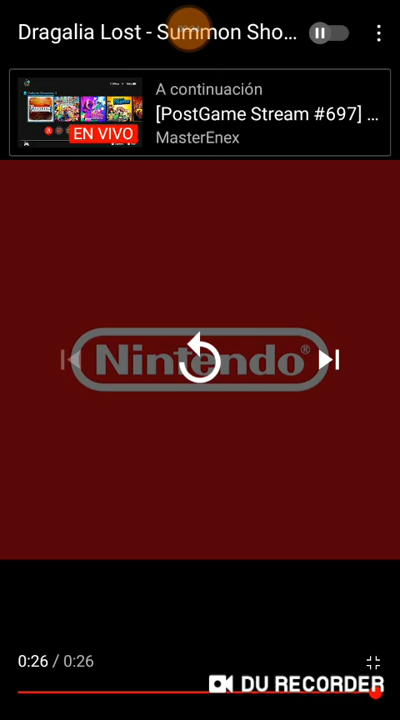 Dragalia Lost - Summon Sho...
A continuación
[PostGame Stream #697] ...
MasterEnex
EN VIVO
Nintendo®
0:26 / 0:26
DU RECORDER